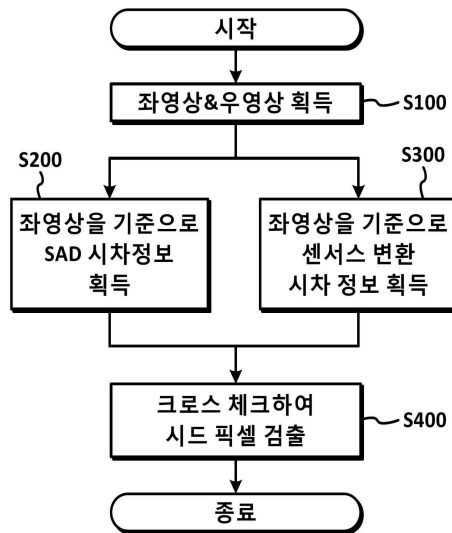 시작
좌영상&우영상 획득
S100
S200
S300
좌영상을 기준으로
SAD 시차정보
획득
좌영상을 기준으로
센서스 변환
시차 정보 획득
크로스 체크하여
시드 픽셀 검출
S400
종료